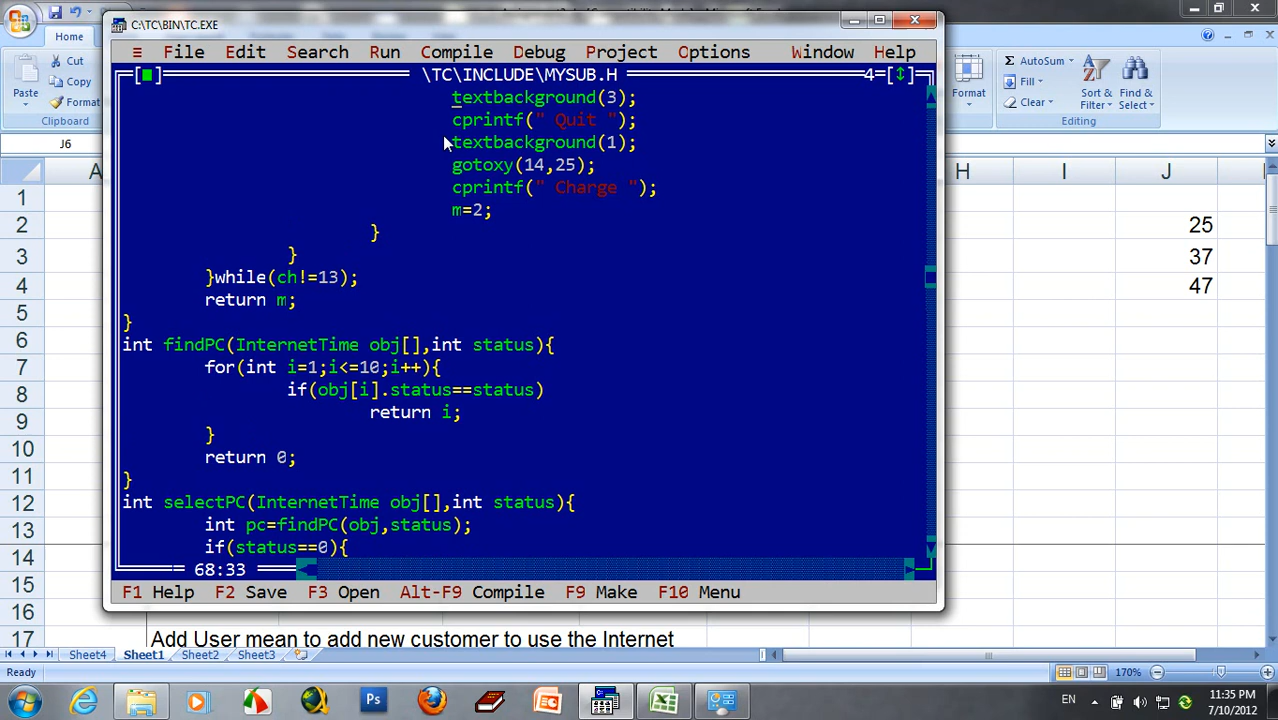 C:\TC\BIN\TC.EXE
≡ File Edit Search Run Compile Debug Project Options Window Help
[■] \TC\INCLUDE\MYSUB.H 4=[↕]
textbackground(3);
cprintf(" Quit ");
textbackground(1);
gotoxy(14,25);
cprintf(" Charge ");
m=2;
}
}
}while(ch!=13);
return m;
}
int findPC(InternetTime obj[],int status){
for(int i=1;i<=10;i++){
if(obj[i].status==status)
return i;
}
return 0;
}
int selectPC(InternetTime obj[],int status){
int pc=findPC(obj,status);
if(status==0){
68:33
F1 Help F2 Save F3 Open Alt-F9 Compile F9 Make F10 Menu
Home
Cut
Copy
Format
Paste
Clipboard
Format
AutoSum
Fill
Clear
Sort &
Filter
Find &
Select
Editing
J6
A H I J
1
2 25
3 37
4 47
5
6
7
8
9
10
11
12
13
14
15
16
17 Add User mean to add new customer to use the Internet
Sheet4 Sheet1 Sheet2 Sheet3
Ready 170%
Ps
EN 11:35 PM
7/10/2012